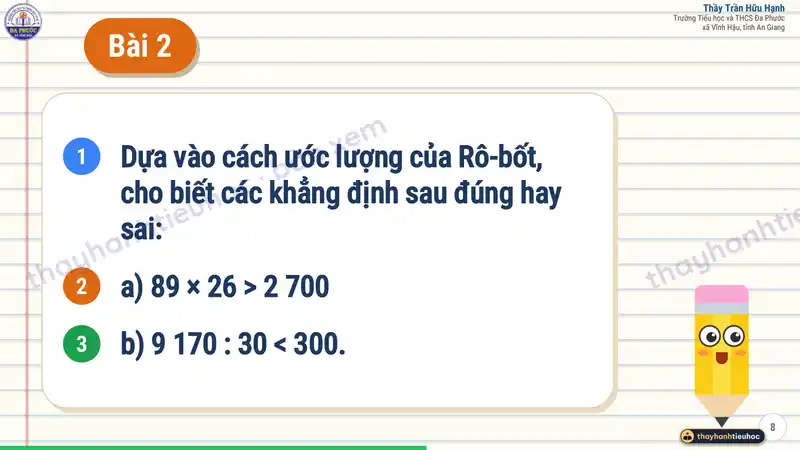 Thầy Trần Hữu Hạnh
Trường Tiểu học và THCS Đa Phước
xã Vĩnh Hậu, tỉnh An Giang
ĐA PHƯỚC
Bài 2
1 Dựa vào cách ước lượng của Rô-bốt,
cho biết các khẳng định sau đúng hay
sai:
2 a) 89 × 26 > 2 700
3 b) 9 170 : 30 < 300.
thayhanhtieuhoc
8